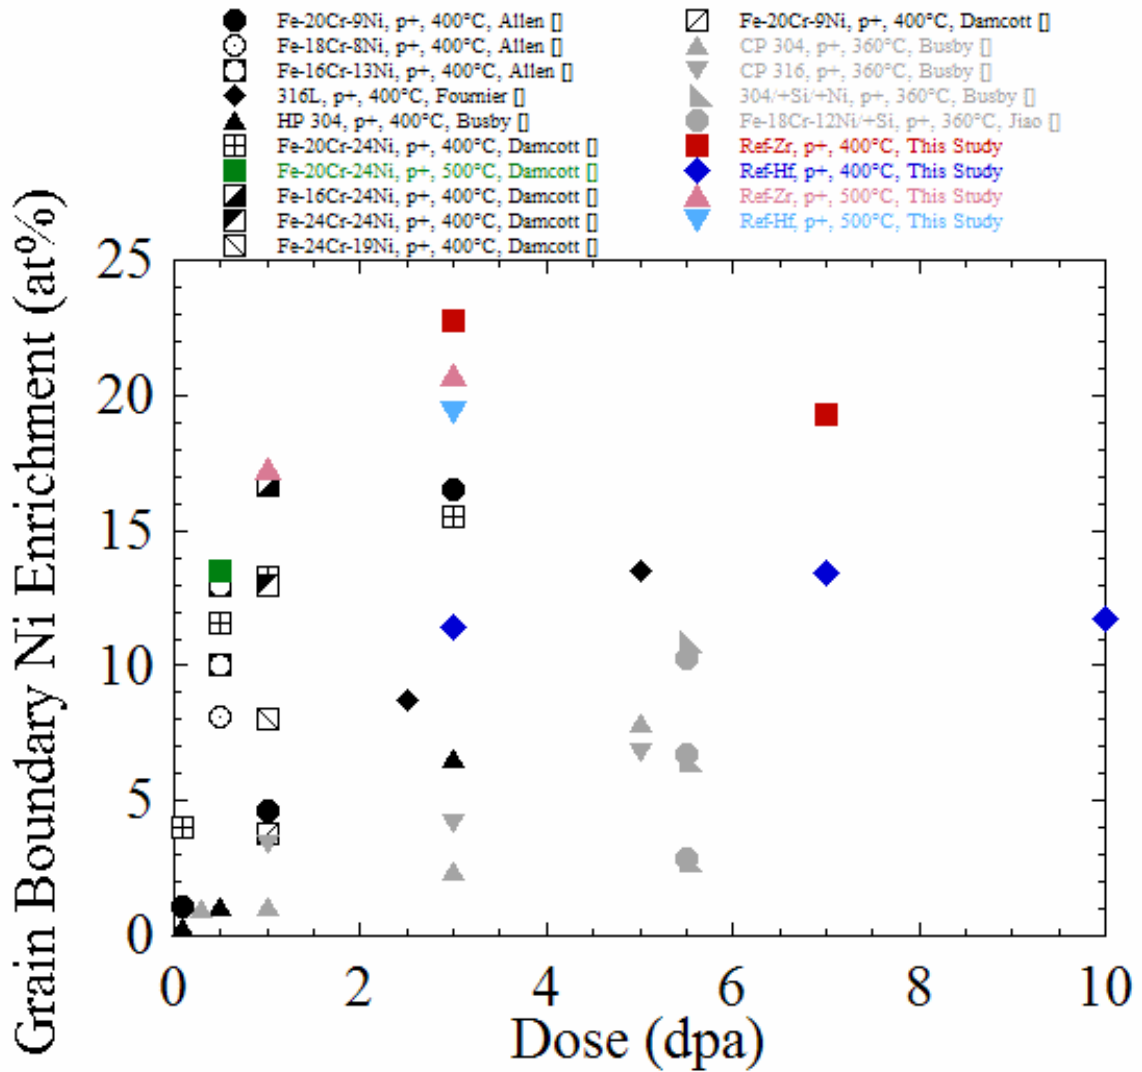 Fe-20Cr-9Ni, p+, 400°C, Allen []
Fe-18Cr-8Ni, p+, 400°C, Allen []
Fe-16Cr-13Ni, p+, 400°C, Allen []
316L, p+, 400°C, Fournier []
HP 304, p+, 400°C, Busby []
Fe-20Cr-24Ni, p+, 400°C, Damcott []
Fe-20Cr-24Ni, p+, 500°C, Damcott []
Fe-16Cr-24Ni, p+, 400°C, Damcott []
Fe-24Cr-24Ni, p+, 400°C, Damcott []
Fe-24Cr-19Ni, p+, 400°C, Damcott []
Fe-20Cr-9Ni, p+, 400°C, Damcott []
CP 304, p+, 360°C, Busby []
CP 316, p+, 360°C, Busby []
304/+Si/+Ni, p+, 360°C, Busby []
Fe-18Cr-12Ni/+Si, p+, 360°C, Jiao []
Ref-Zr, p+, 400°C, This Study
Ref-Hf, p+, 400°C, This Study
Ref-Zr, p+, 500°C, This Study
Ref-Hf, p+, 500°C, This Study
Grain Boundary Ni Enrichment (at%)
25
20
15
10
5
0
0 2 4 6 8 10
Dose (dpa)